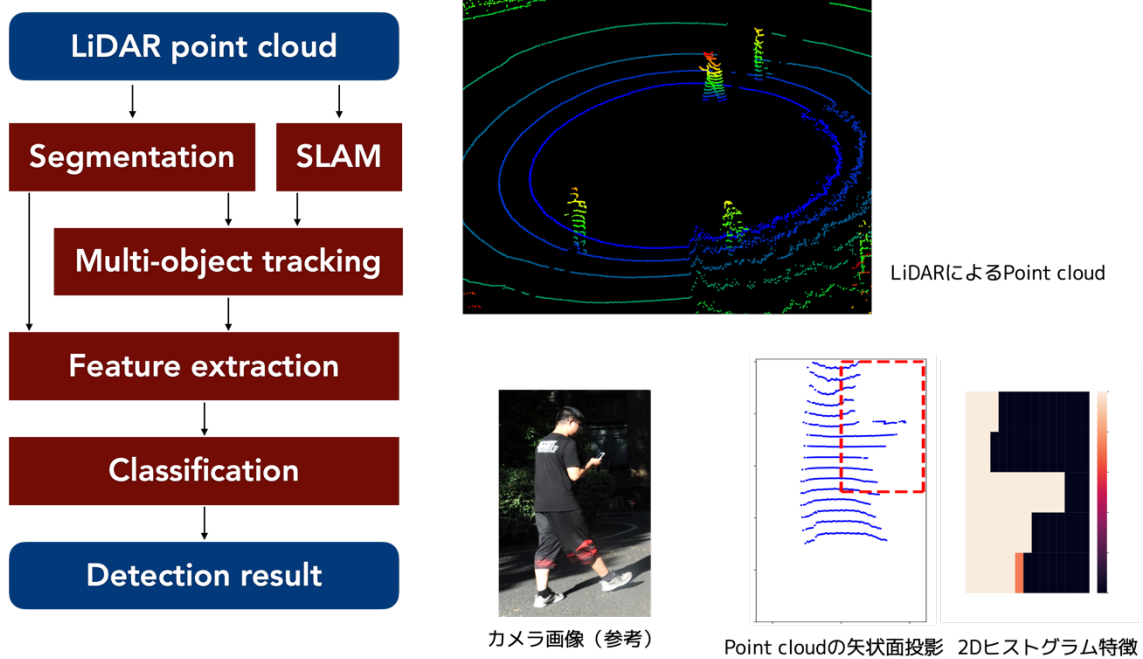 LiDAR point cloud
Segmentation
SLAM
Multi-object tracking
Feature extraction
Classification
Detection result
LiDARによるPoint cloud
カメラ画像（参考）
Point cloudの矢状面投影
2Dヒストグラム特徴